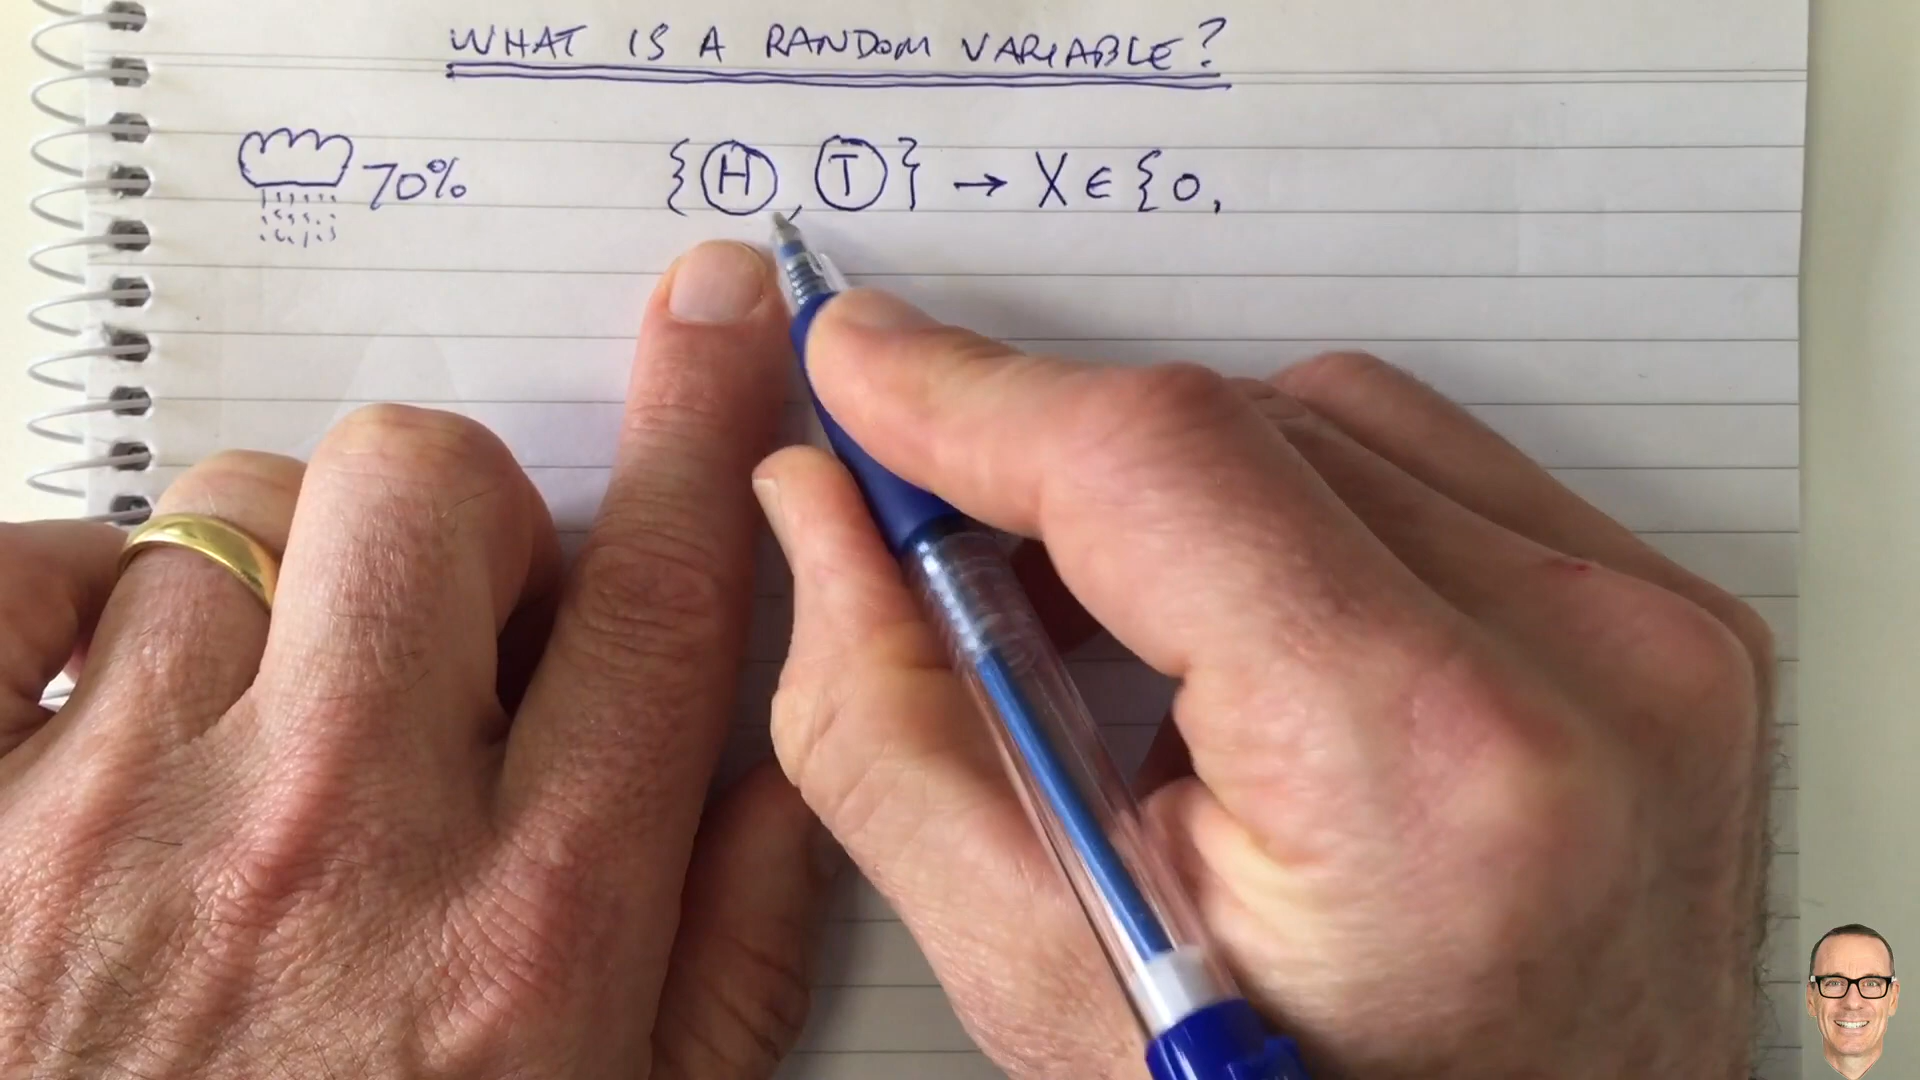 WHAT IS A RANDOM VARIABLE?
70% {H, T} → X ∈ {0,